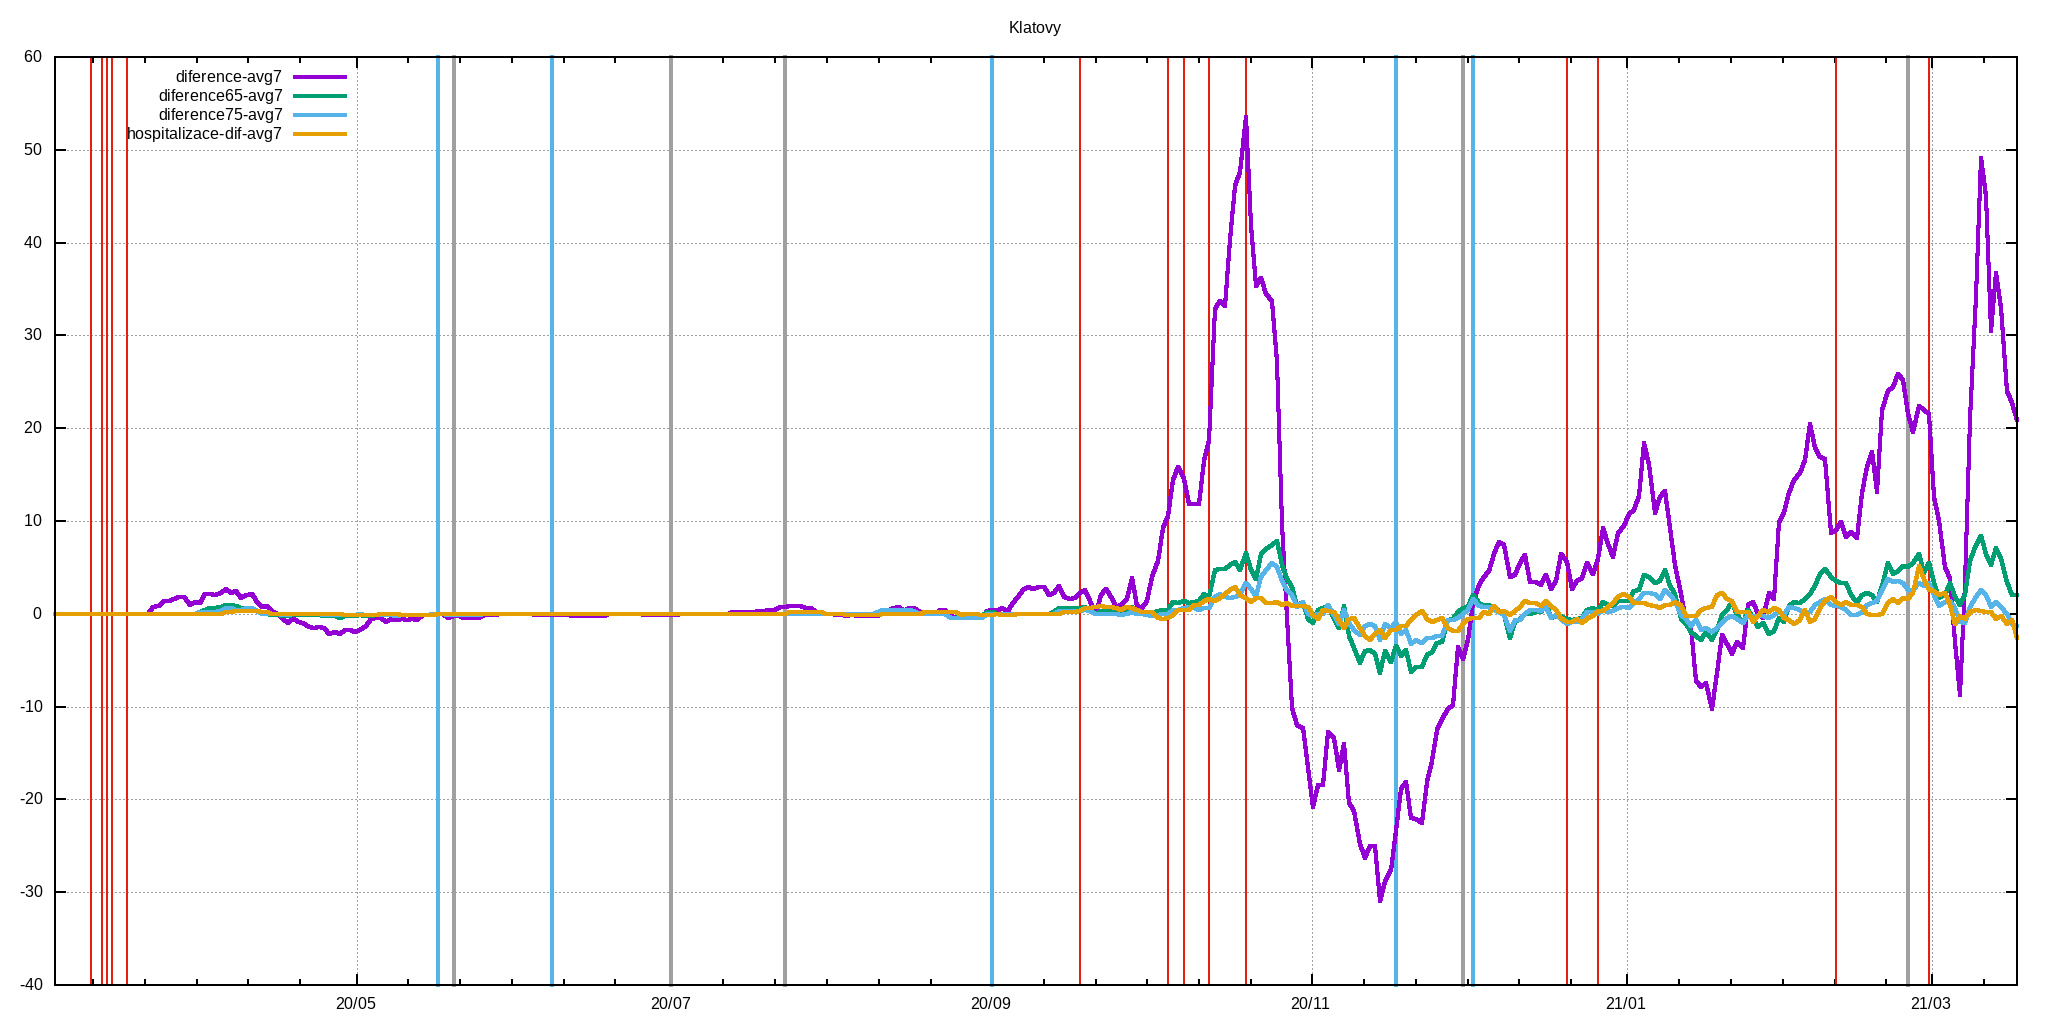 Klatovy
diference-avg7
diference65-avg7
diference75-avg7
hospitalizace-dif-avg7
60
50
40
30
20
10
0
-10
-20
-30
-40
20/05 20/07 20/09 20/11 21/01 21/03